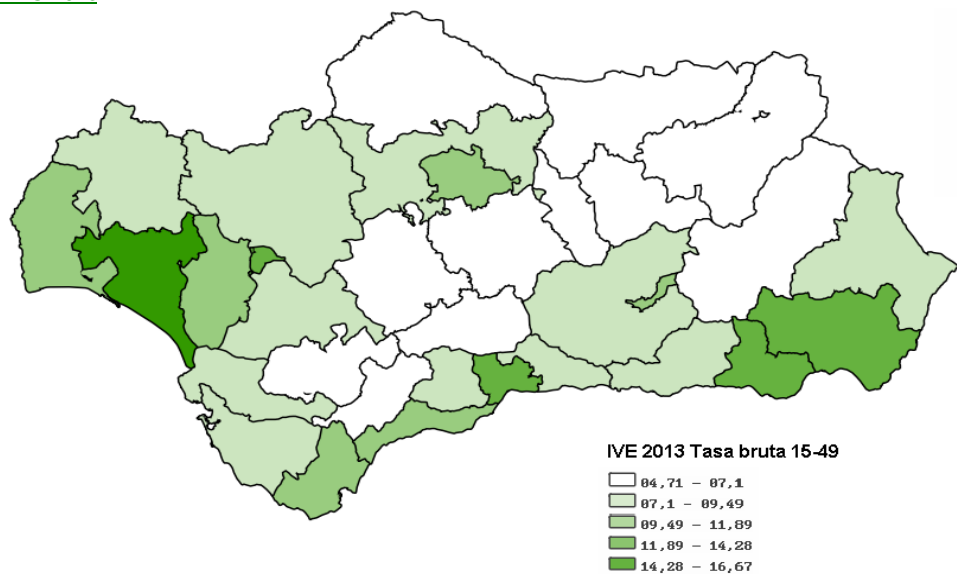 IVE 2013 Tasa bruta 15-49
04,71 - 07,1
07,1 - 09,49
09,49 - 11,89
11,89 - 14,28
14,28 - 16,67